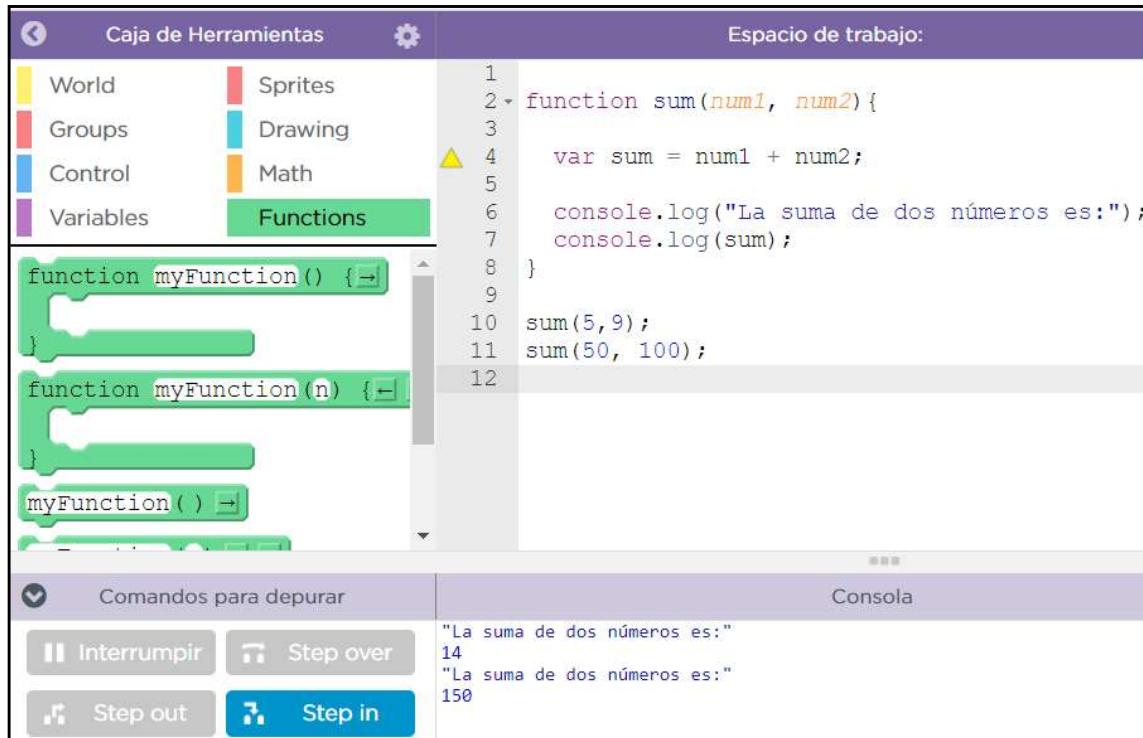 Caja de Herramientas
Espacio de trabajo:
World
Sprites
Groups
Drawing
Control
Math
Variables
Functions
function myFunction() {→
}
function myFunction(n) {←
}
myFunction() →
1
2 function sum(num1, num2){
3
4 var sum = num1 + num2;
5
6 console.log("La suma de dos números es:");
7 console.log(sum);
8 }
9
10 sum(5,9);
11 sum(50, 100);
12
Comandos para depurar
Consola
Interrumpir
Step over
Step out
Step in
"La suma de dos números es:"
14
"La suma de dos números es:"
150